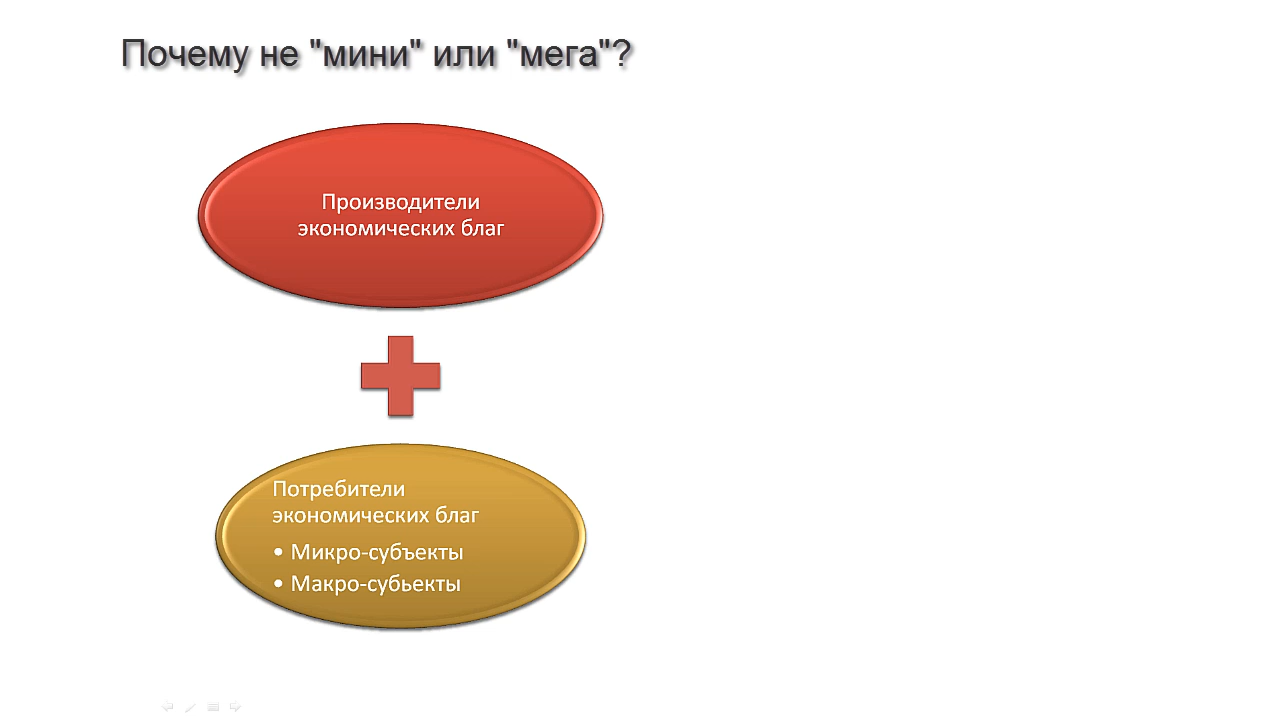 Почему не "мини" или "мега"?
Производители
экономических благ
Потребители
экономических благ
• Микро-субъекты
• Макро-субьекты